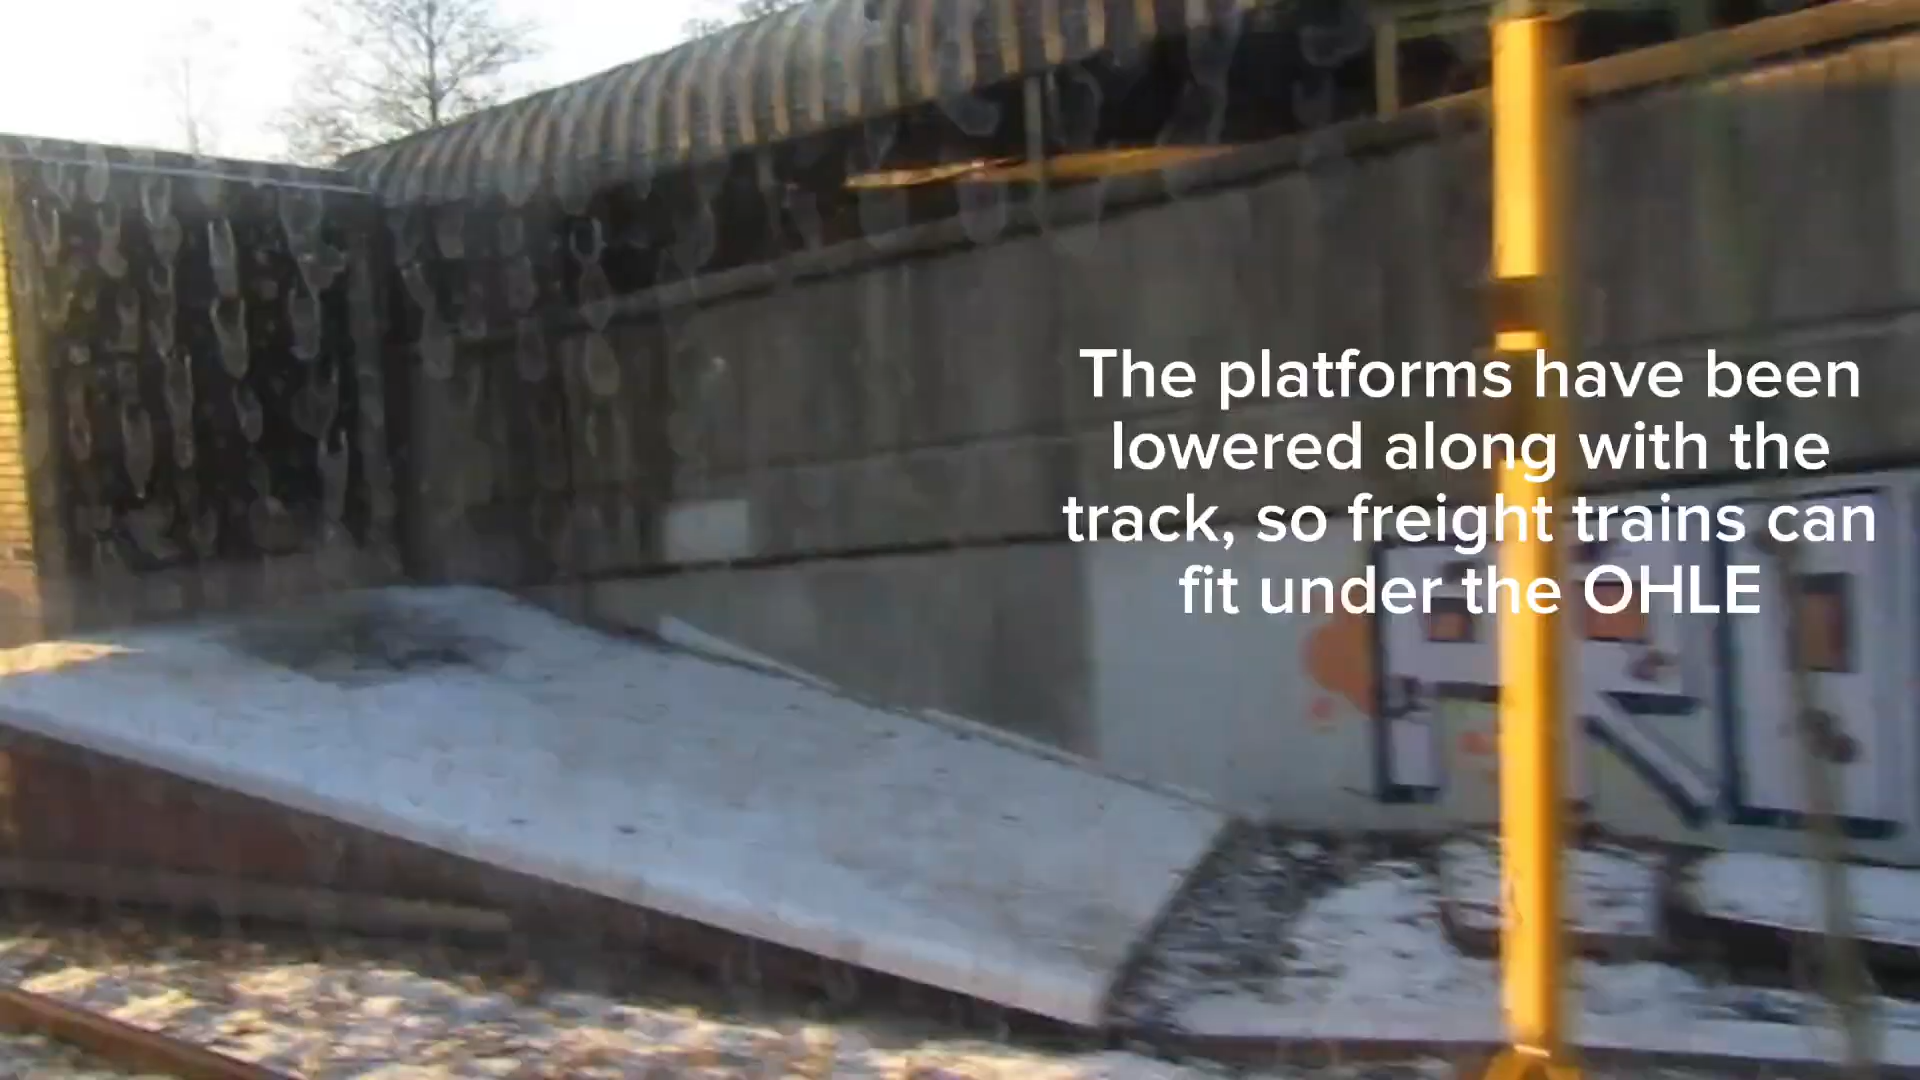 The platforms have been
lowered along with the
track, so freight trains can
fit under the OHLE